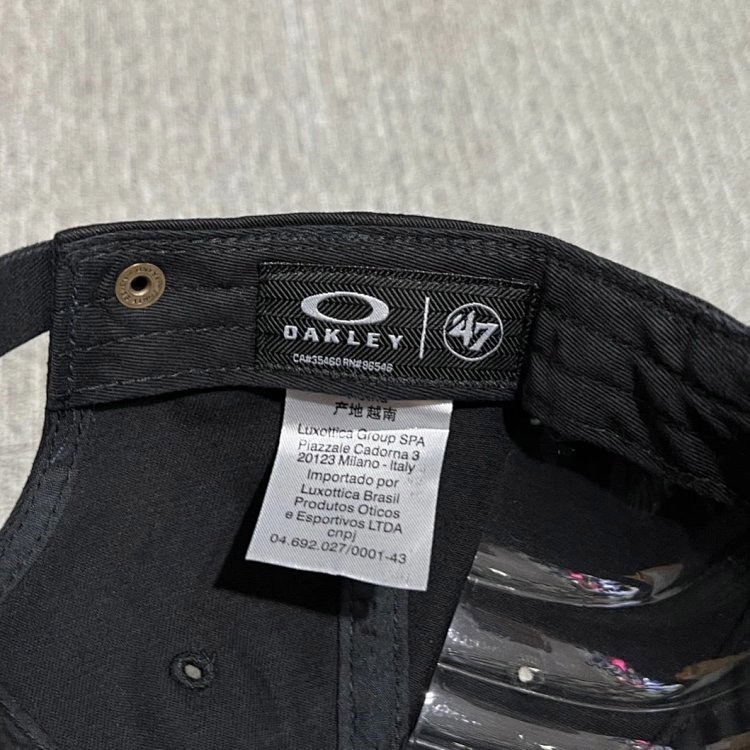 OAKLEY
'47
CA#35460 RN#96546
产地 越南
Luxottica Group SPA
Piazzale Cadorna 3
20123 Milano - Italy
Importado por
Luxottica Brasil
Produtos Oticos
e Esportivos LTDA
cnpj
04.692.027/0001-43